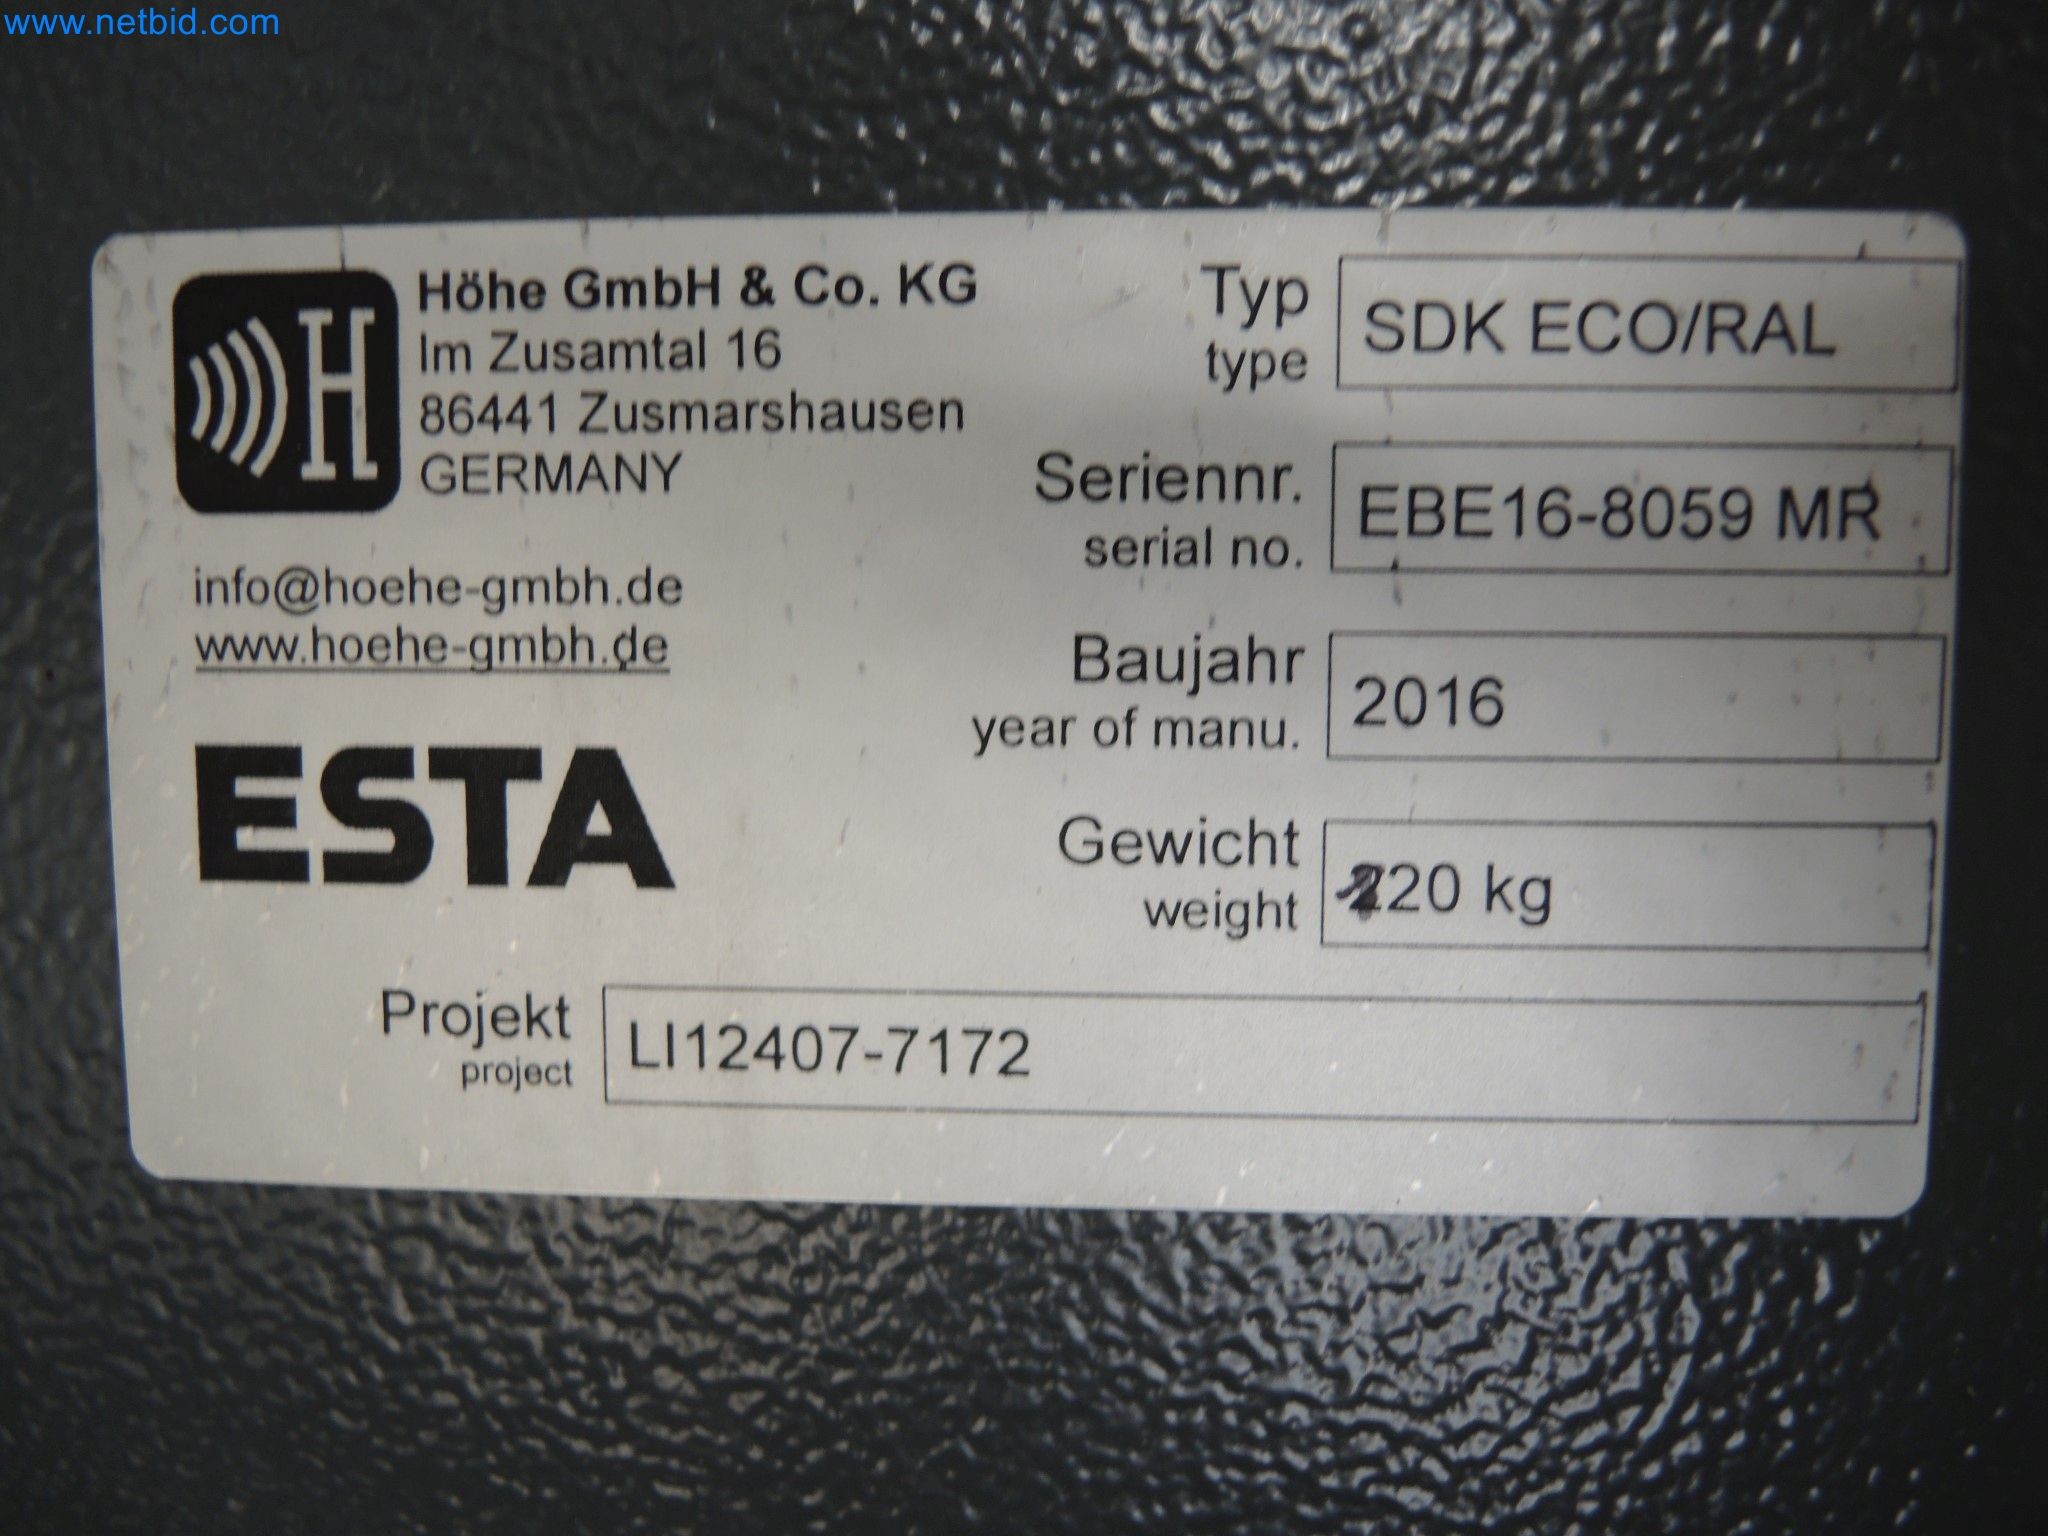 www.netbid.com
H
Höhe GmbH & Co. KG
Im Zusamtal 16
86441 Zusmarshausen
GERMANY
info@hoehe-gmbh.de
www.hoehe-gmbh.de
ESTA
Typ
type
SDK ECO/RAL
Seriennr.
serial no.
EBE16-8059 MR
Baujahr
year of manu.
2016
Gewicht
weight
kg
Projekt
project
LI12407-7172